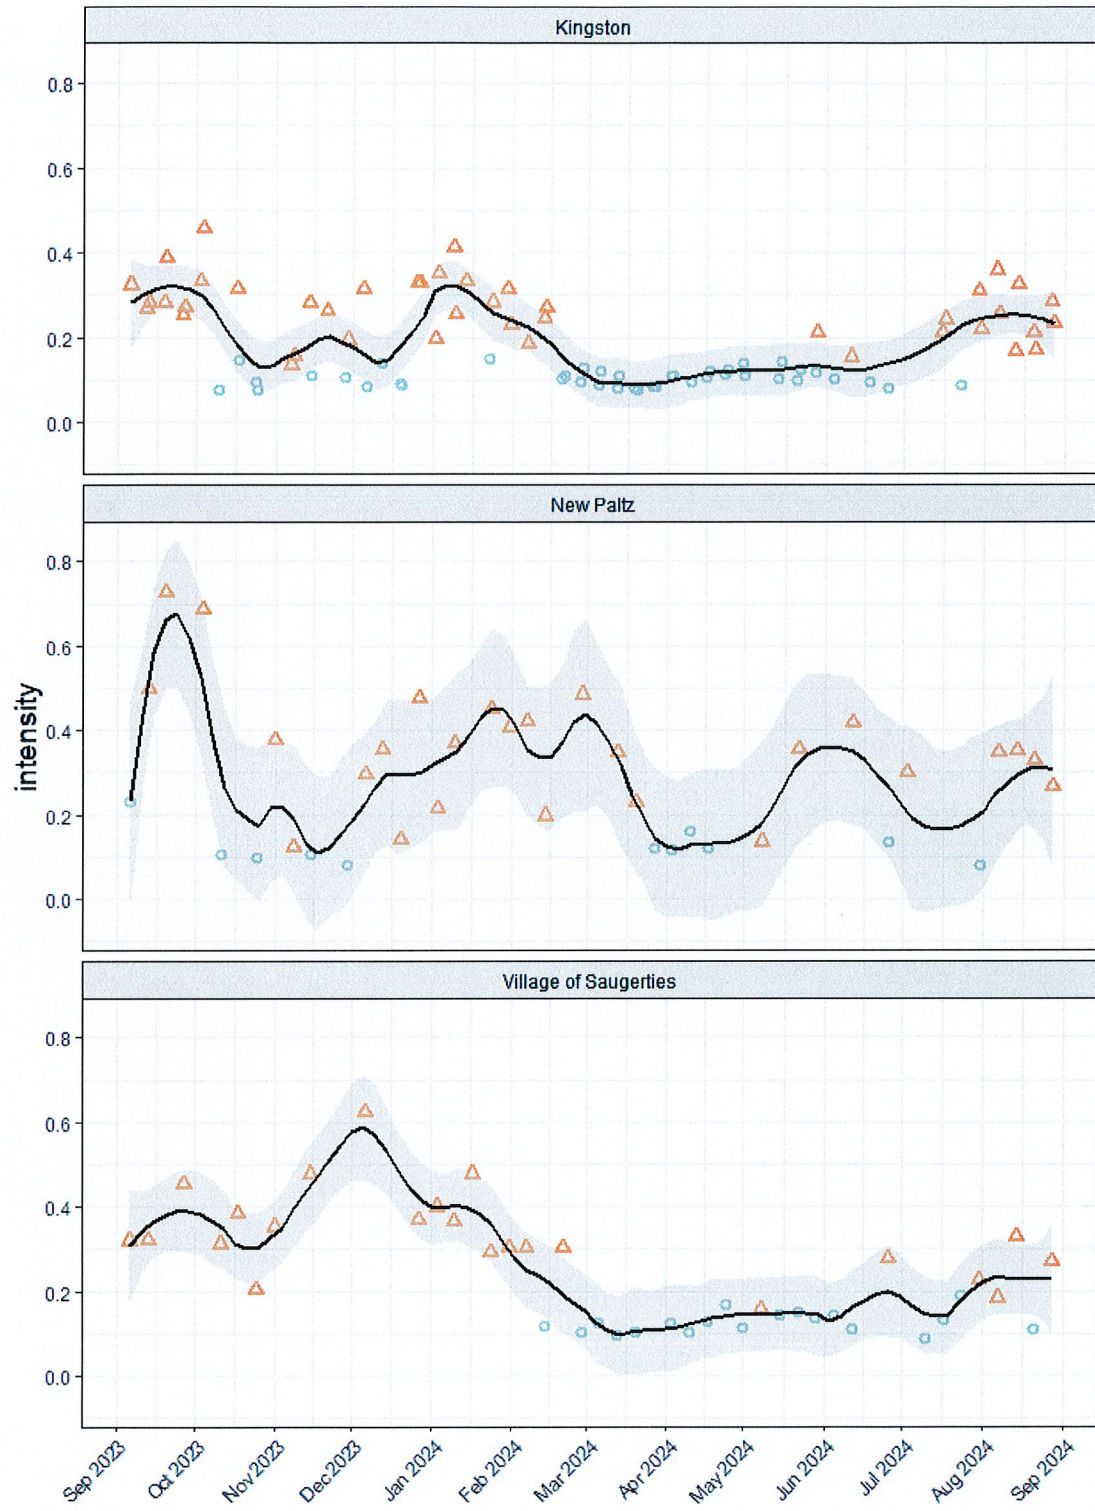 Kingston
0.8
0.6
0.4
0.2
0.0
New Paltz
0.8
0.6
0.4
0.2
0.0
intensity
Village of Saugerties
0.8
0.6
0.4
0.2
0.0
Sep 2023
Oct 2023
Nov 2023
Dec 2023
Jan 2024
Feb 2024
Mar 2024
Apr 2024
May 2024
Jun 2024
Jul 2024
Aug 2024
Sep 2024